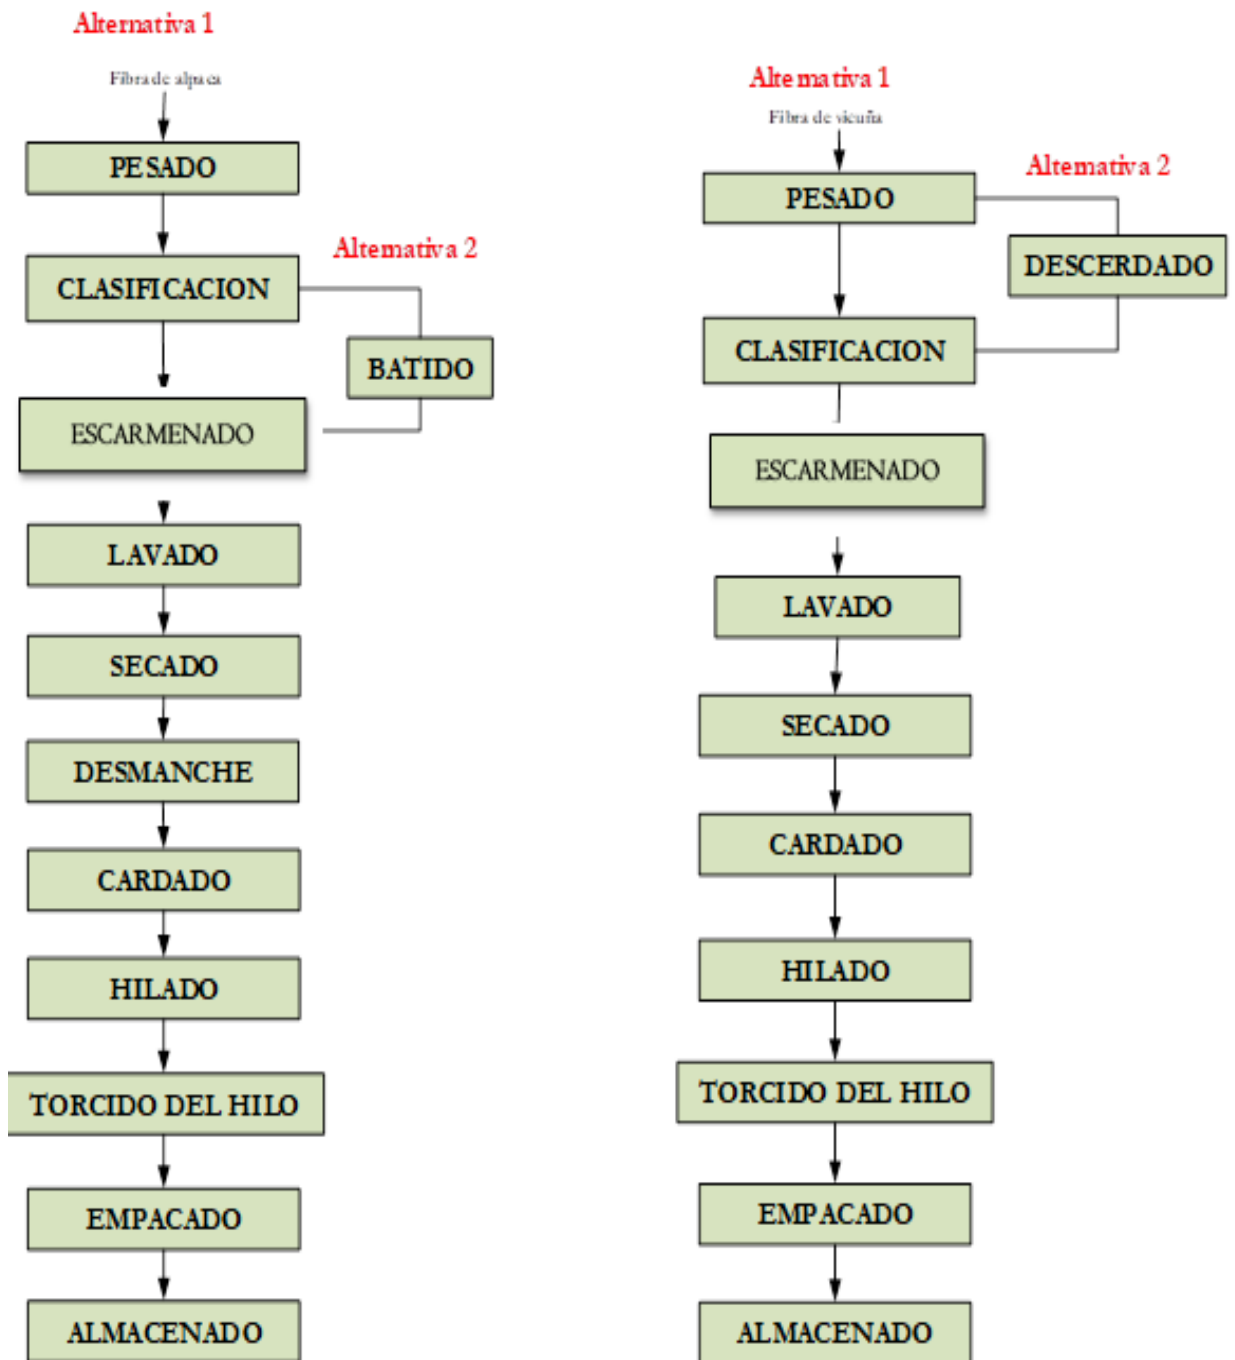 Alternativa 1
Fibra de alpaca
PESADO
CLASIFICACION
Alternativa 2
BATIDO
ESCARMENADO
LAVADO
SECADO
DESMANCHE
CARDADO
HILADO
TORCIDO DEL HILO
EMPACADO
ALMACENADO
Alternativa 1
Fibra de vicuña
PESADO
Alternativa 2
DESCERDADO
CLASIFICACION
ESCARMENADO
LAVADO
SECADO
CARDADO
HILADO
TORCIDO DEL HILO
EMPACADO
ALMACENADO